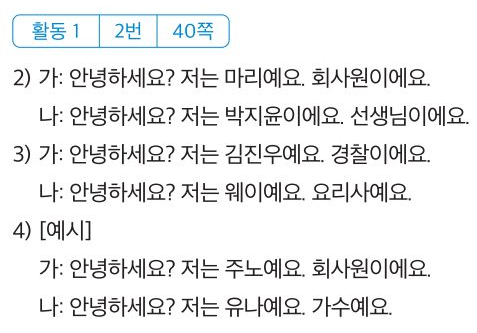 활동 1 2번 40쪽
2) 가: 안녕하세요? 저는 마리예요. 회사원이에요.
나: 안녕하세요? 저는 박지윤이에요. 선생님이에요.
3) 가: 안녕하세요? 저는 김진우예요. 경찰이에요.
나: 안녕하세요? 저는 웨이예요. 요리사예요.
4) [예시]
가: 안녕하세요? 저는 주노예요. 회사원이에요.
나: 안녕하세요? 저는 유나예요. 가수예요.